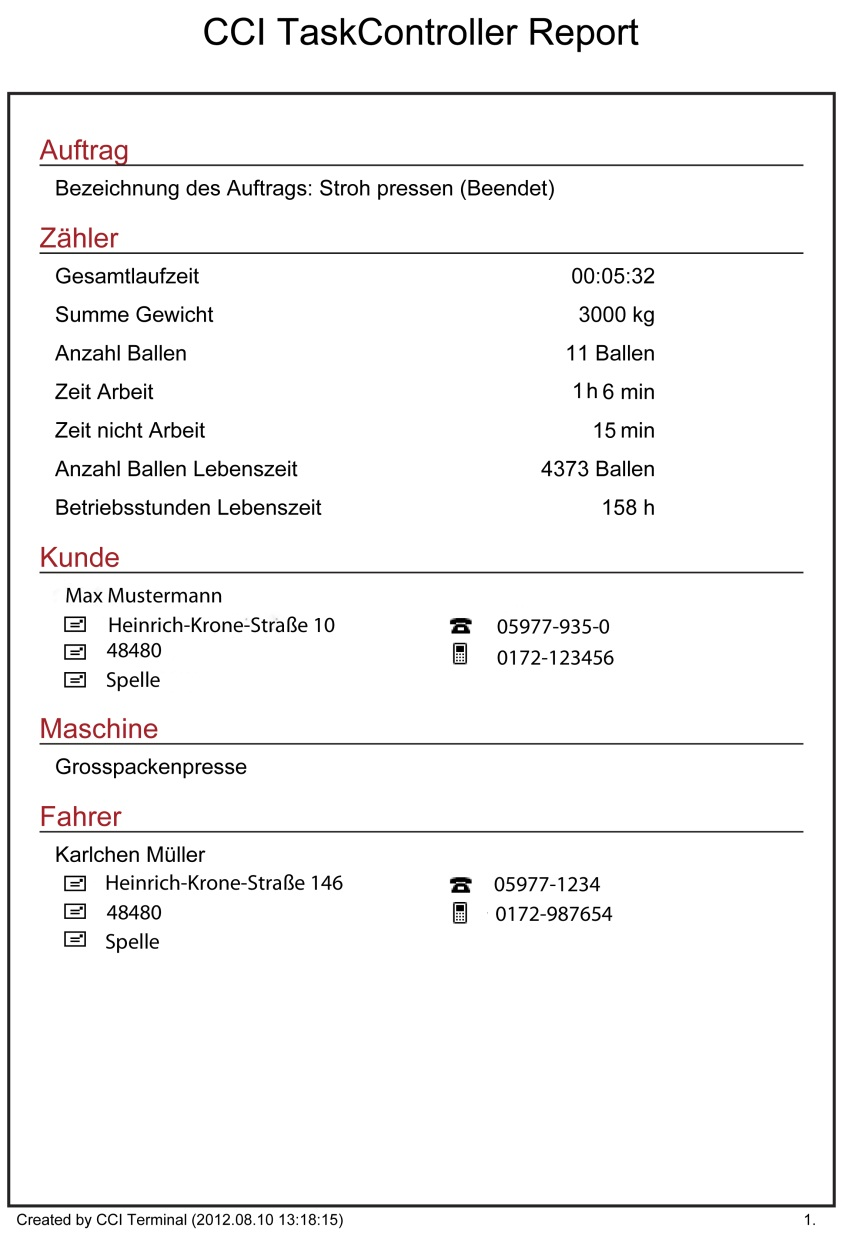 CCI TaskController Report
Auftrag
Bezeichnung des Auftrags: Stroh pressen (Beendet)
Zähler
Gesamtlaufzeit 00:05:32
Summe Gewicht 3000 kg
Anzahl Ballen 11 Ballen
Zeit Arbeit 1 h 6 min
Zeit nicht Arbeit 15 min
Anzahl Ballen Lebenszeit 4373 Ballen
Betriebsstunden Lebenszeit 158 h
Kunde
Max Mustermann
Heinrich-Krone-Straße 10 05977-935-0
48480 0172-123456
Spelle
Maschine
Grosspackenpresse
Fahrer
Karlchen Müller
Heinrich-Krone-Straße 146 05977-1234
48480 0172-987654
Spelle
Created by CCI Terminal (2012.08.10 13:18:15) 1.